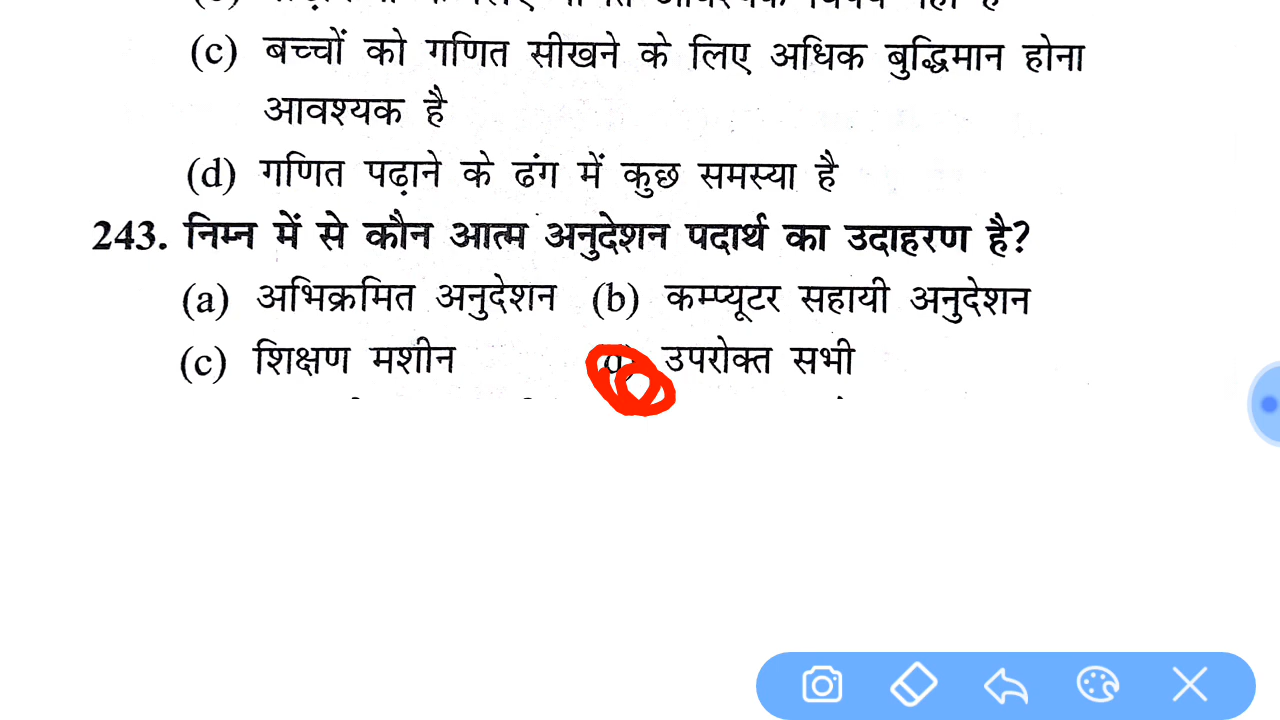 (c) बच्चों को गणित सीखने के लिए अधिक बुद्धिमान होना
आवश्यक है
(d) गणित पढ़ाने के ढंग में कुछ समस्या है
243. निम्न में से कौन आत्म अनुदेशन पदार्थ का उदाहरण है?
(a) अभिक्रमित अनुदेशन (b) कम्प्यूटर सहायी अनुदेशन
(c) शिक्षण मशीन (d) उपरोक्त सभी